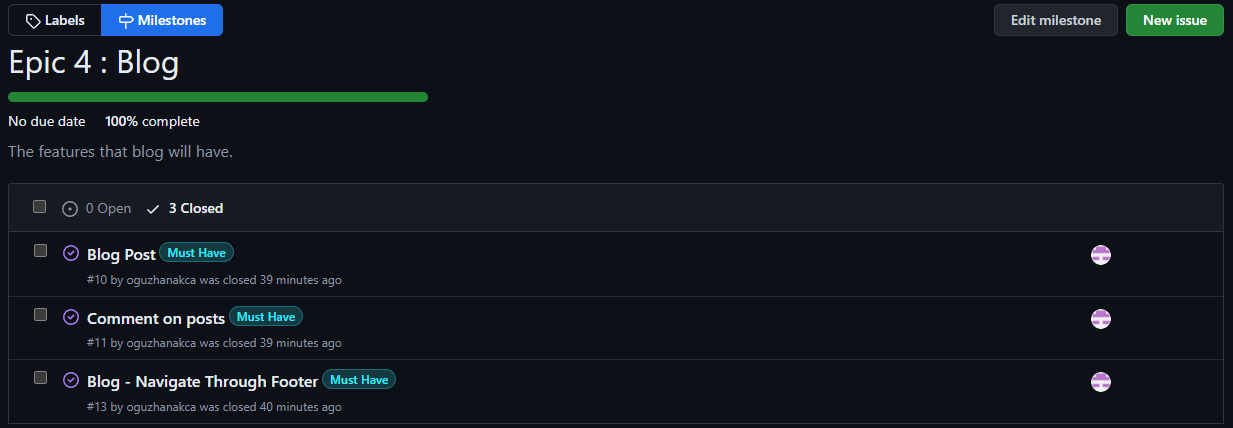 Labels Milestones Edit milestone New issue
Epic 4 : Blog
No due date 100% complete
The features that blog will have.
0 Open 3 Closed
Blog Post Must Have
#10 by oguzhanakca was closed 39 minutes ago
Comment on posts Must Have
#11 by oguzhanakca was closed 39 minutes ago
Blog - Navigate Through Footer Must Have
#13 by oguzhanakca was closed 40 minutes ago